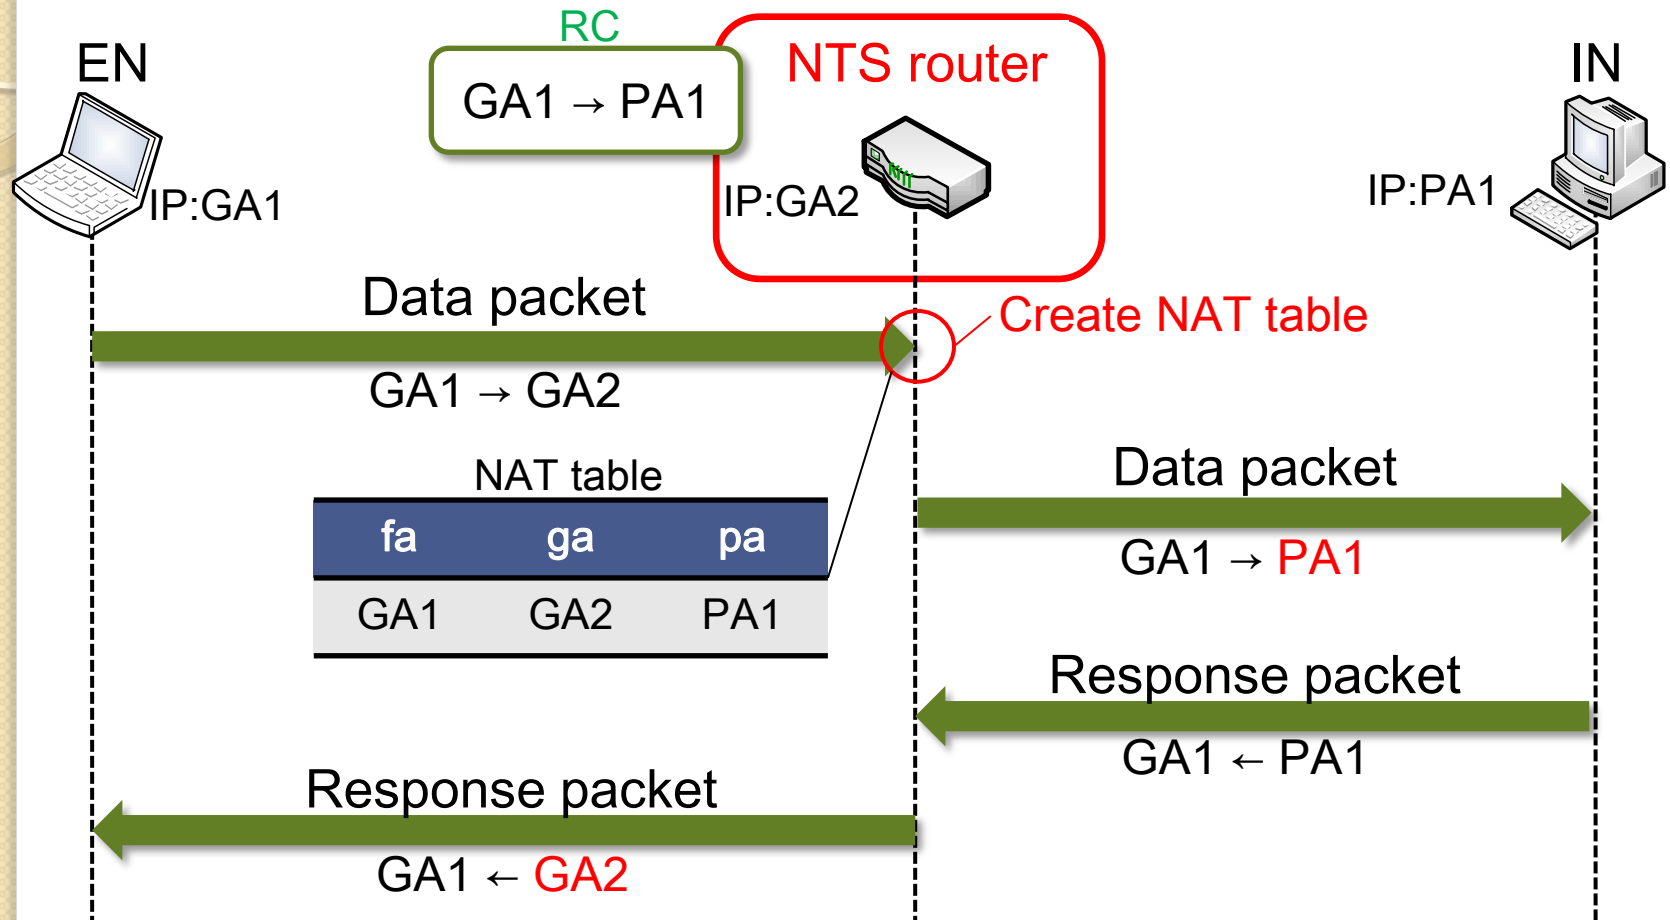 RC
EN
GA1 → PA1
NTS router
IN
IP:GA1
IP:GA2
IP:PA1
Data packet
Create NAT table
GA1 → GA2
NAT table
fa ga pa
GA1 GA2 PA1
Data packet
GA1 → PA1
Response packet
GA1 ← PA1
Response packet
GA1 ← GA2